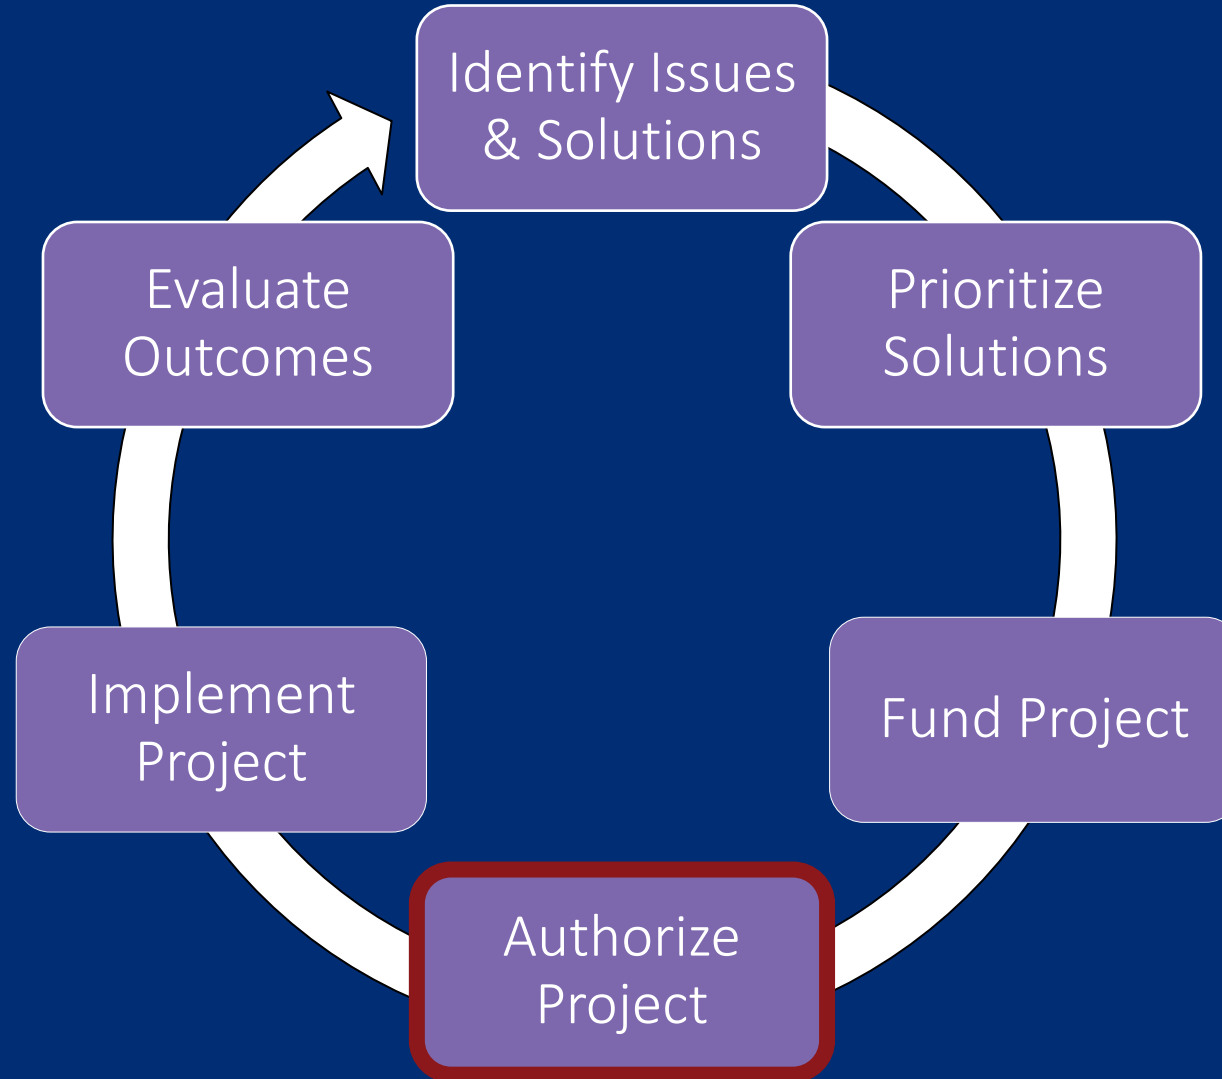 Identify Issues
& Solutions
Prioritize
Solutions
Fund Project
Authorize
Project
Implement
Project
Evaluate
Outcomes